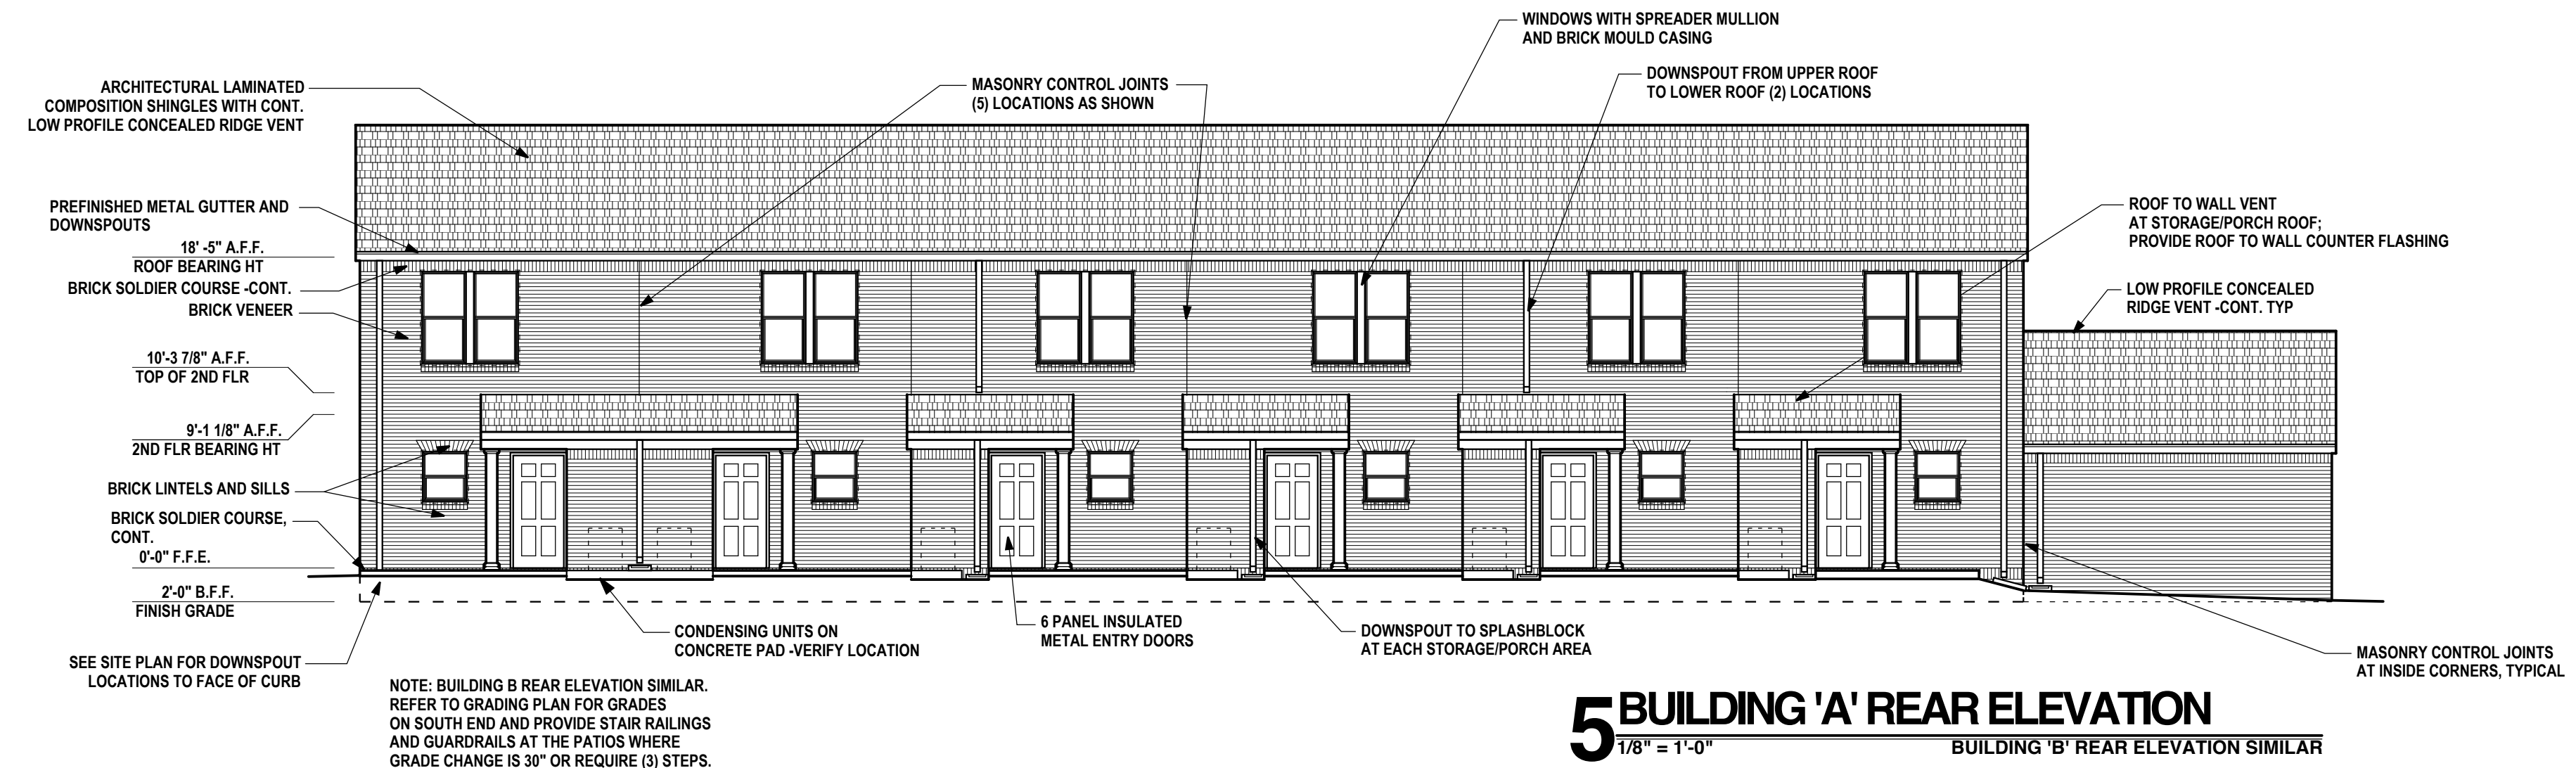 WINDOWS WITH SPREADER MULLION
AND BRICK MOULD CASING
ARCHITECTURAL LAMINATED
COMPOSITION SHINGLES WITH CONT.
LOW PROFILE CONCEALED RIDGE VENT
MASONRY CONTROL JOINTS
(5) LOCATIONS AS SHOWN
DOWNSPOUT FROM UPPER ROOF
TO LOWER ROOF (2) LOCATIONS
PREFINISHED METAL GUTTER AND
DOWNSPOUTS
18' -5" A.F.F.
ROOF BEARING HT
BRICK SOLDIER COURSE -CONT.
BRICK VENEER
10'-3 7/8" A.F.F.
TOP OF 2ND FLR
9'-1 1/8" A.F.F.
2ND FLR BEARING HT
BRICK LINTELS AND SILLS
BRICK SOLDIER COURSE,
CONT.
0'-0" F.F.E.
2'-0" B.F.F.
FINISH GRADE
SEE SITE PLAN FOR DOWNSPOUT
LOCATIONS TO FACE OF CURB
ROOF TO WALL VENT
AT STORAGE/PORCH ROOF;
PROVIDE ROOF TO WALL COUNTER FLASHING
LOW PROFILE CONCEALED
RIDGE VENT -CONT. TYP
CONDENSING UNITS ON
CONCRETE PAD -VERIFY LOCATION
6 PANEL INSULATED
METAL ENTRY DOORS
DOWNSPOUT TO SPLASHBLOCK
AT EACH STORAGE/PORCH AREA
MASONRY CONTROL JOINTS
AT INSIDE CORNERS, TYPICAL
NOTE: BUILDING B REAR ELEVATION SIMILAR.
REFER TO GRADING PLAN FOR GRADES
ON SOUTH END AND PROVIDE STAIR RAILINGS
AND GUARDRAILS AT THE PATIOS WHERE
GRADE CHANGE IS 30" OR REQUIRE (3) STEPS.
5 BUILDING 'A' REAR ELEVATION
1/8" = 1'-0" BUILDING 'B' REAR ELEVATION SIMILAR